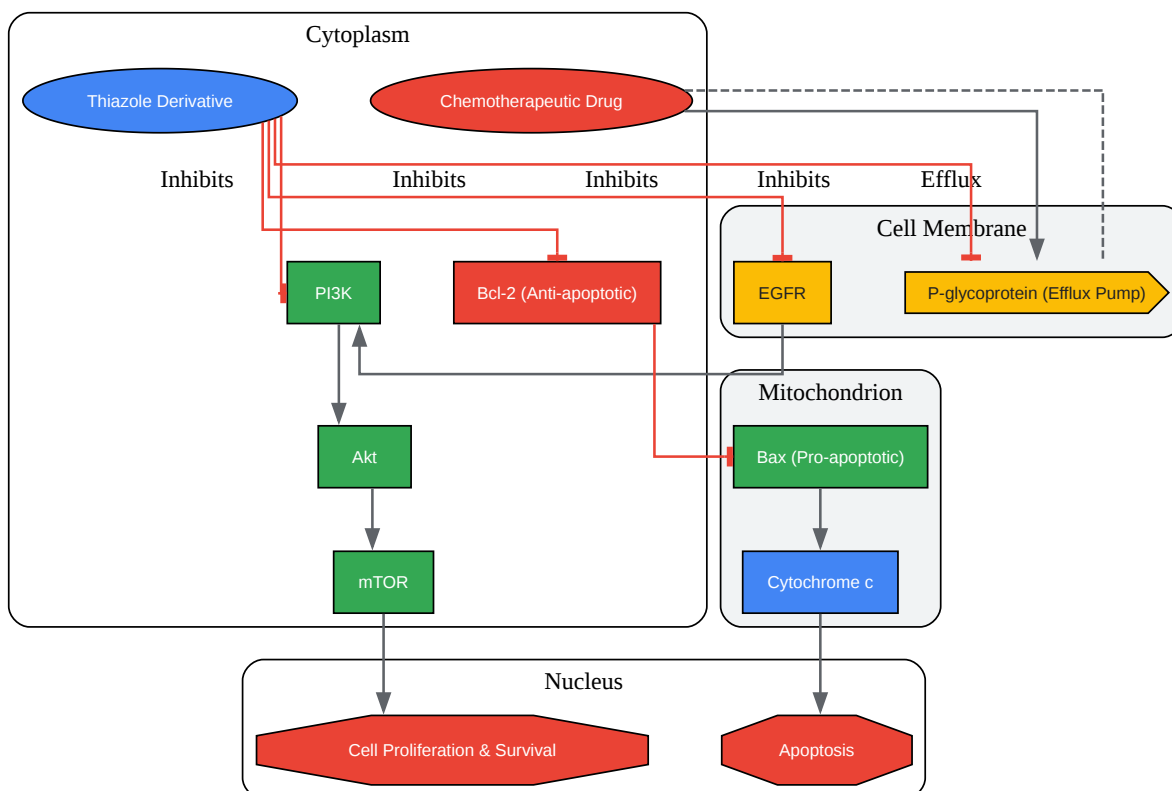 Cytoplasm
Thiazole Derivative
Chemotherapeutic Drug
Inhibits
Inhibits
Inhibits
Inhibits
Efflux
Cell Membrane
PI3K
Bcl-2 (Anti-apoptotic)
EGFR
P-glycoprotein (Efflux Pump)
Mitochondrion
Akt
Bax (Pro-apoptotic)
mTOR
Cytochrome c
Nucleus
Cell Proliferation & Survival
Apoptosis